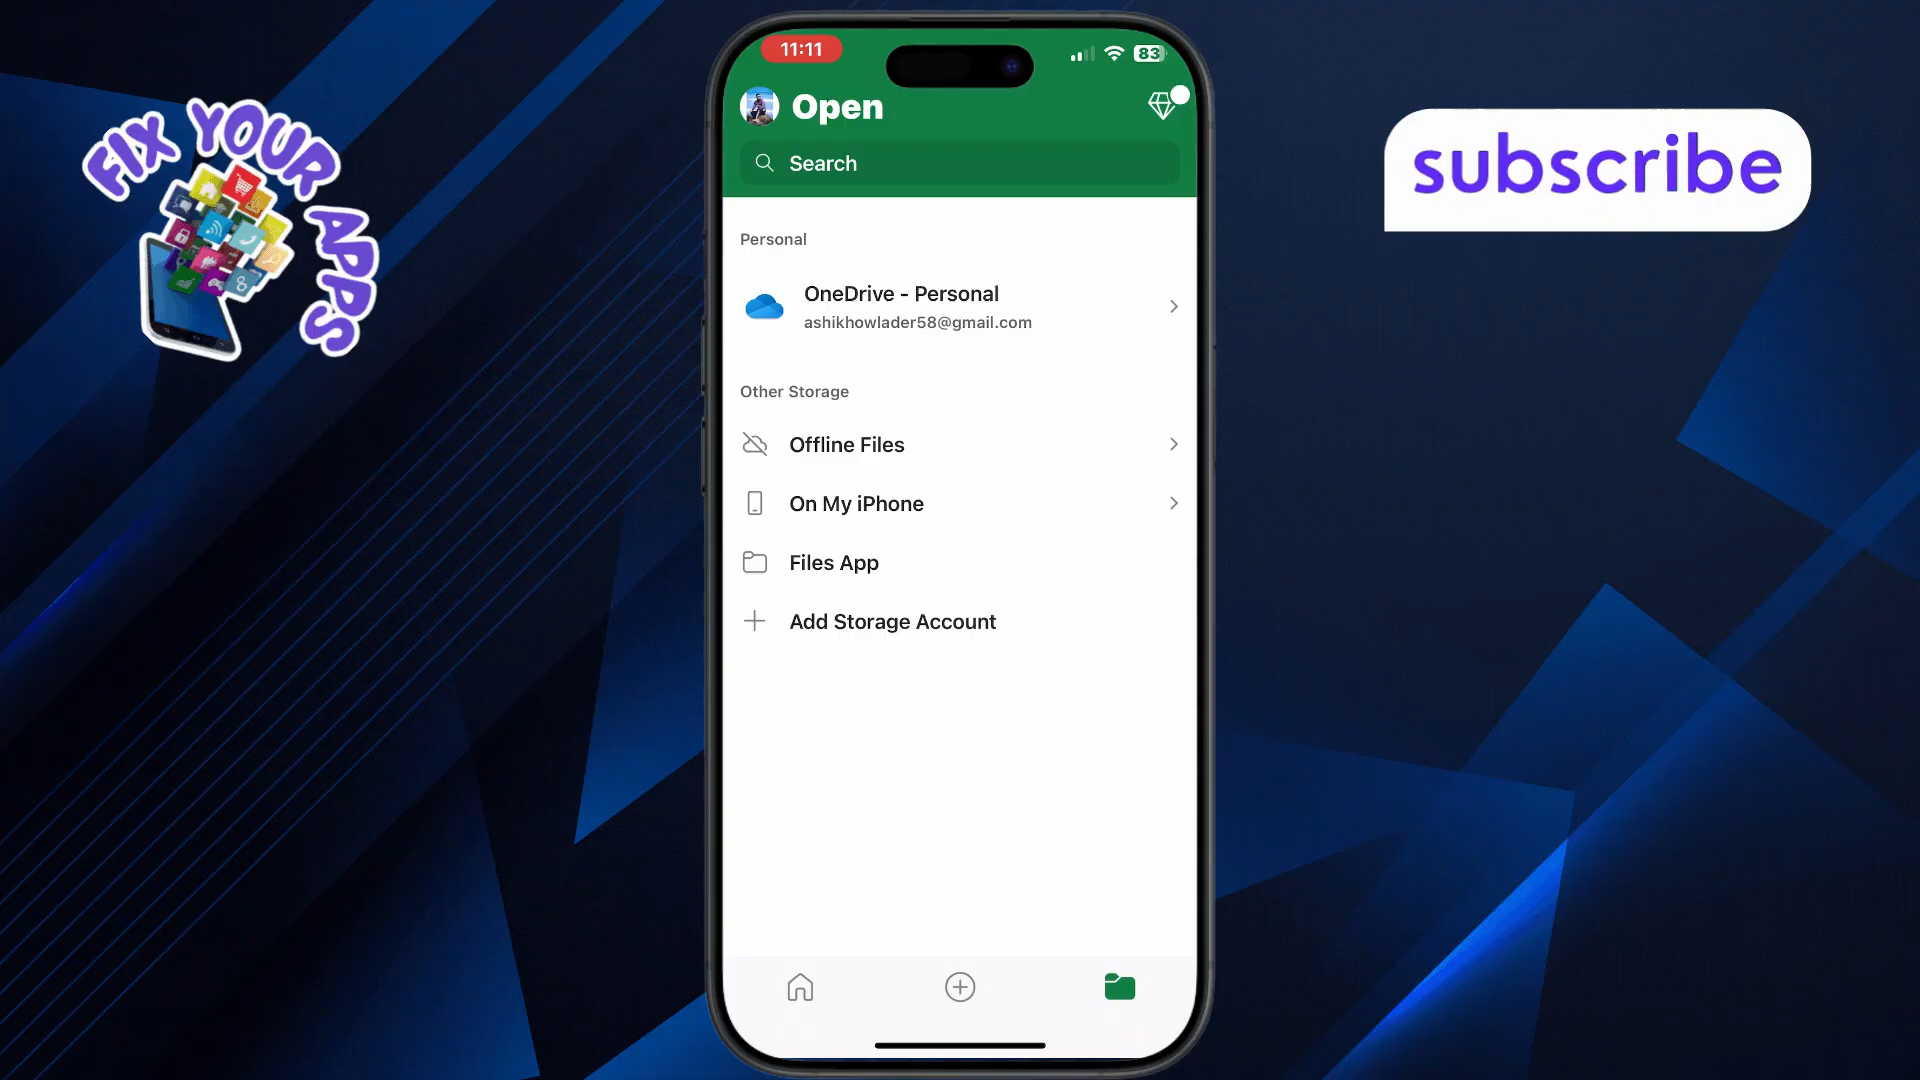 FIX YOUR APPS
11:11
83
Open
Search
subscribe
Personal
OneDrive - Personal
ashikhowlader58@gmail.com
Other Storage
Offline Files
On My iPhone
Files App
Add Storage Account